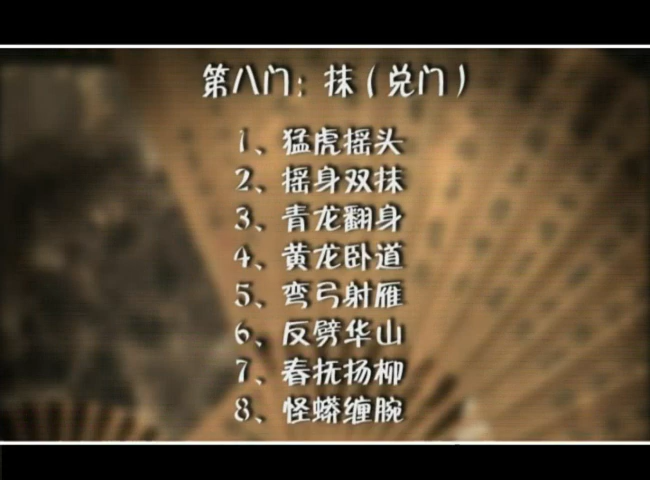 第八门：抹（兑门）
1、猛虎摇头
2、摇身双抹
3、青龙翻身
4、黄龙卧道
5、弯弓射雁
6、反劈华山
7、春抚扬柳
8、怪蟒缠腕